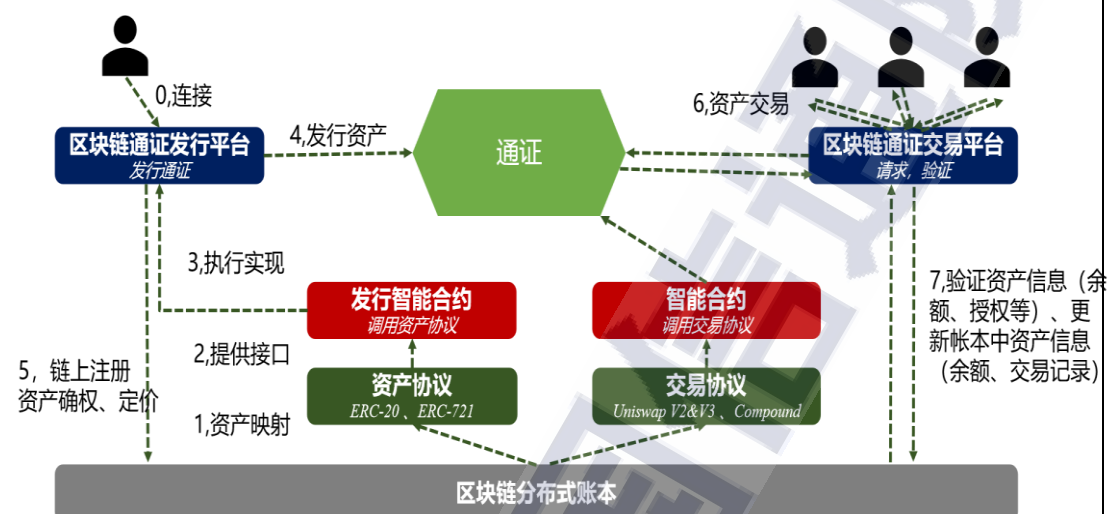 0,连接
6,资产交易
区块链通证发行平台
发行通证
4,发行资产
通证
区块链通证交易平台
请求，验证
3,执行实现
发行智能合约
调用资产协议
智能合约
调用交易协议
7,验证资产信息（余
额、授权等）、更
新帐本中资产信息
（余额、交易记录）
2,提供接口
5，链上注册
资产确权、定价
资产协议
ERC-20 、ERC-721
交易协议
Uniswap V2&V3 、Compound
1,资产映射
区块链分布式账本